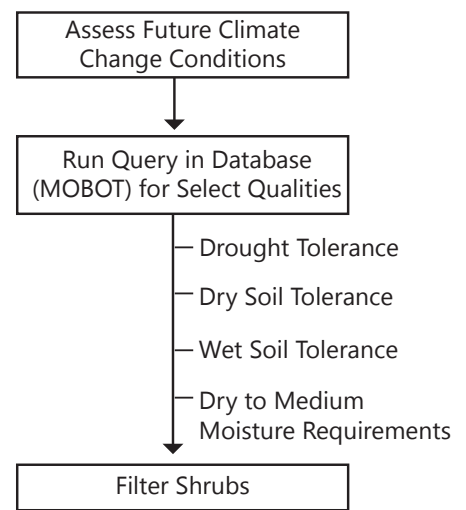 Assess Future Climate
Change Conditions
Run Query in Database
(MOBOT) for Select Qualities
Drought Tolerance
Dry Soil Tolerance
Wet Soil Tolerance
Dry to Medium
Moisture Requirements
Filter Shrubs